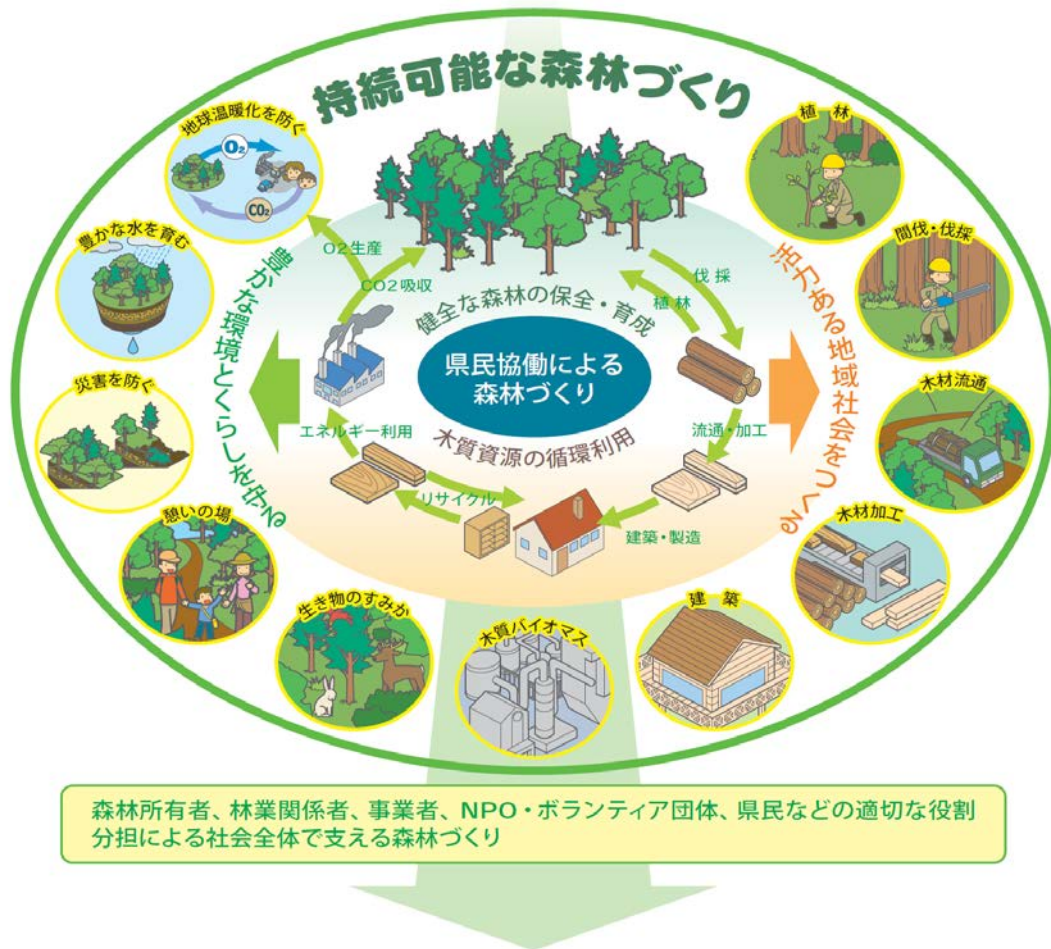 持続可能な森林づくり
地球温暖化を防ぐ
O₂
CO₂
豊かな水を育む
災害を防ぐ
憩いの場
生き物のすみか
木質バイオマス
植林
間伐・伐採
木材流通
木材加工
建築
豊かな環境とくらしを守る
活力ある地域社会をつくる
O2生産
CO2吸収
伐採
植林
健全な森林の保全・育成
県民協働による
森林づくり
木質資源の循環利用
エネルギー利用
流通・加工
リサイクル
建築・製造
森林所有者、林業関係者、事業者、NPO・ボランティア団体、県民などの適切な役割
分担による社会全体で支える森林づくり